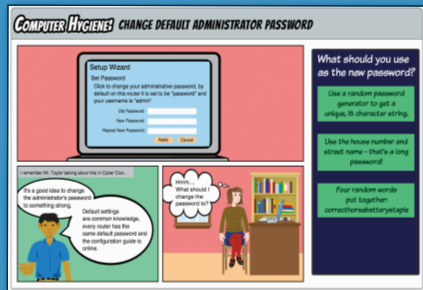 COMPUTER HYGIENE: CHANGE DEFAULT ADMINISTRATOR PASSWORD
Setup Wizard
Set Password
Click to change your administrative password, by
default on this router it is set to be "password" and
your username is "admin"
Old Password:
New Password:
Repeat New Password:
Apply Cancel
I remember Mr. Taylor talking about this in Cyber Club...
It's a good idea to change
the administrator's password
to something strong.
Default settings
are common knowledge,
every router has the
same default password and
the configuration guide is
online.
Hmm....
What should I
change the
password to?
What should you use
as the new password?
Use a random password
generator to get a
unique, 16 character string.
Use the house number and
street name - that's a long
password!
Four random words
put together:
correcthorsebatterystaple